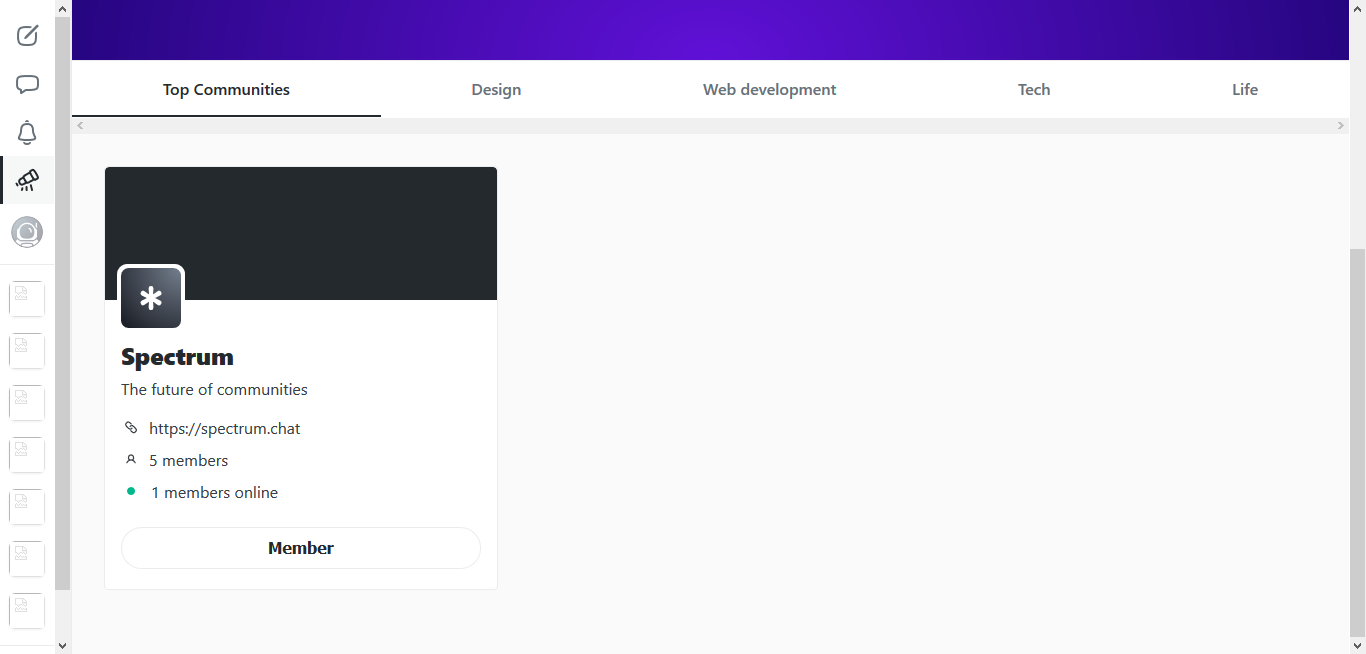 Top Communities
Design
Web development
Tech
Life
Spectrum
The future of communities
https://spectrum.chat
5 members
1 members online
Member